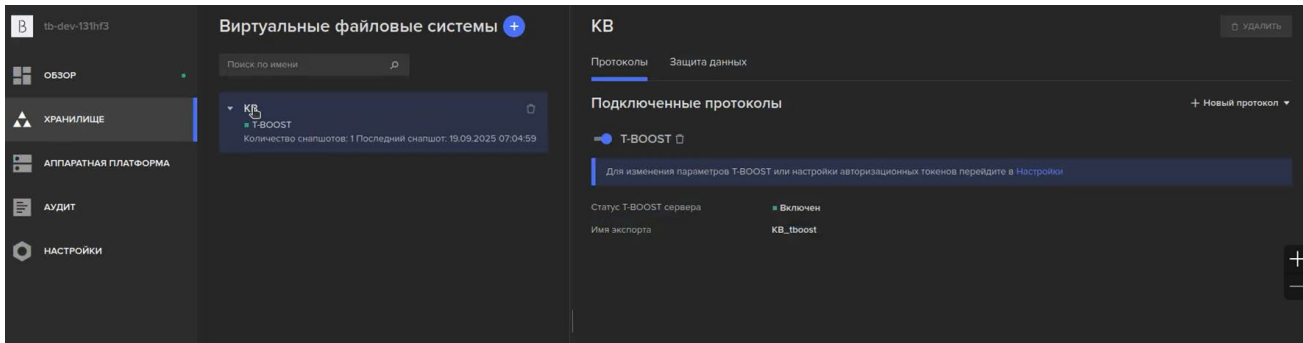 B tb-dev-131hf3
ОБЗОР
ХРАНИЛИЩЕ
АППАРАТНАЯ ПЛАТФОРМА
АУДИТ
НАСТРОЙКИ
Виртуальные файловые системы +
Поиск по имени
KB
T-BOOST
Количество снапшотов: 1 Последний снапшот: 19.09.2025 07:04:59
KB
УДАЛИТЬ
Протоколы Защита данных
Подключенные протоколы
+ Новый протокол
T-BOOST
Для изменения параметров T-BOOST или настройки авторизационных токенов перейдите в Настройки
Статус T-BOOST сервера Включен
Имя экспорта KB_tboost